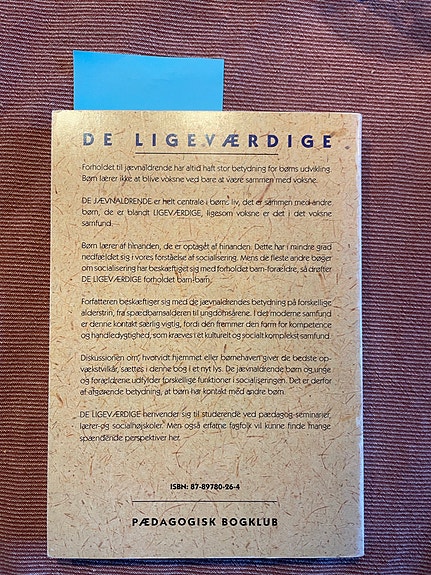 DE LIGEVÆRDIGE
Forholdet til jævnaldrende har altid haft stor betydning for børns udvikling.
Børn lærer ikke at blive voksne ved bare at være sammen med voksne.
DE JÆVNALDRENDE er helt centrale i børns liv, det er sammen med andre
børn, de er blandt LIGEVÆRDIGE, ligesom voksne er det i det voksne
samfund.
Børn lærer af hinanden, de er optaget af hinanden. Dette har i mindre grad
nedfældet sig i vores forståelse af socialisering. Mens de fleste andre bøger
om socialisering har beskæftiget sig med forholdet barn-forældre, så drøfter
DE LIGEVÆRDIGE forholdet barn-barn.
Forfatteren beskæftiger sig med de jævnaldrendes betydning på forskellige
alderstrin, fra spædbarnsalderen til ungdomsårene. I det moderne samfund
er denne kontakt særlig vigtig, fordi den fremmer den form for kompetence
og handledygtighed, som kræves i et kulturelt og socialt komplekst samfund.
Diskussionen om, hvorvidt hjemmet eller børnehaven giver de bedste op-
vækstvilkår, sættes i denne bog i et nyt lys. De jævnaldrende børn og unge
og forældrene udfylder forskellige funktioner i socialiseringen. Det er derfor
af afgørende betydning, at børn har kontakt med andre børn.
DE LIGEVÆRDIGE henvender sig til studerende ved pædagog-seminarier,
lærer-og socialhøjskoler. Men også erfarne fagfolk vil kunne finde mange
spændende perspektiver her.
ISBN: 87-89780-26-4
PÆDAGOGISK BOGKLUB